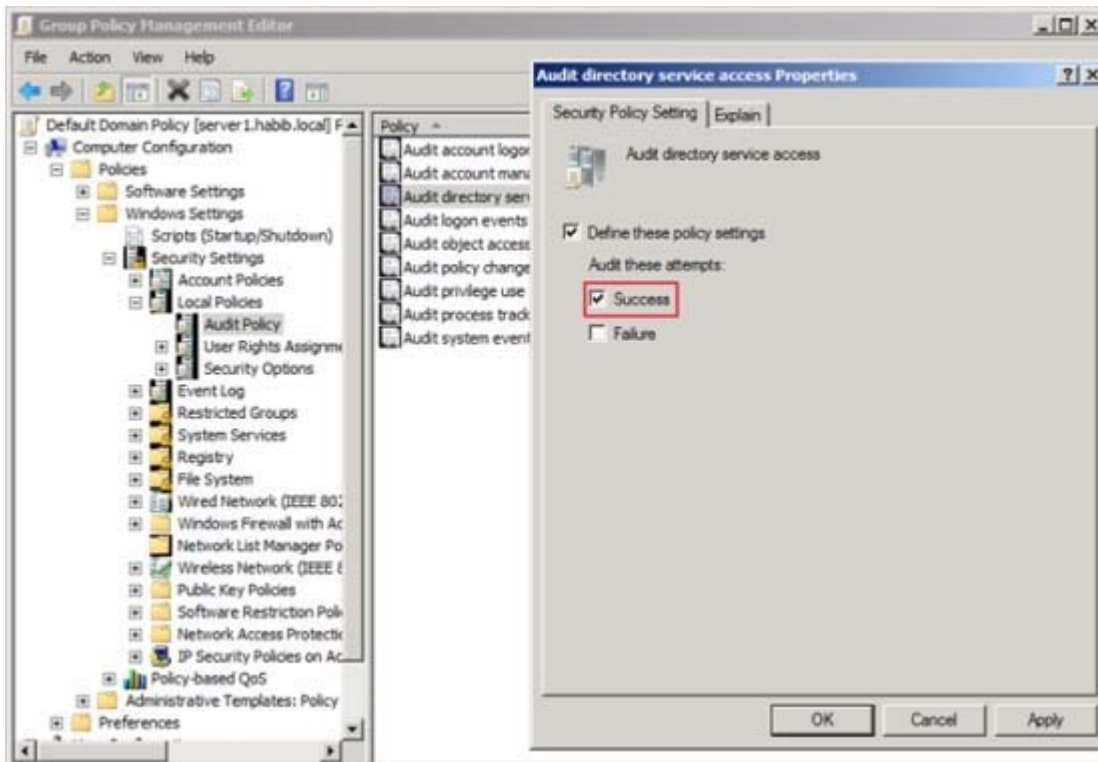 Group Policy Management Editor
File Action View Help
Default Domain Policy [server1.habib.local] P
Computer Configuration
Policies
Software Settings
Windows Settings
Scripts (Startup/Shutdown)
Security Settings
Account Policies
Local Policies
Audit Policy
User Rights Assignme
Security Options
Event Log
Restricted Groups
System Services
Registry
File System
Wired Network (IEEE 802
Windows Firewall with Ad
Network List Manager Po
Wireless Network (IEEE 8
Public Key Policies
Software Restriction Poli
Network Access Protectio
IP Security Policies on Ac
Policy-based QoS
Administrative Templates: Policy
Preferences
Policy
Audit account logon
Audit account mana
Audit directory serv
Audit logon events
Audit object access
Audit policy change
Audit privilege use
Audit process track
Audit system event
Audit directory service access Properties
Security Policy Setting Explain
Audit directory service access
Define these policy settings
Audit these attempts:
Success
Failure
OK Cancel Apply